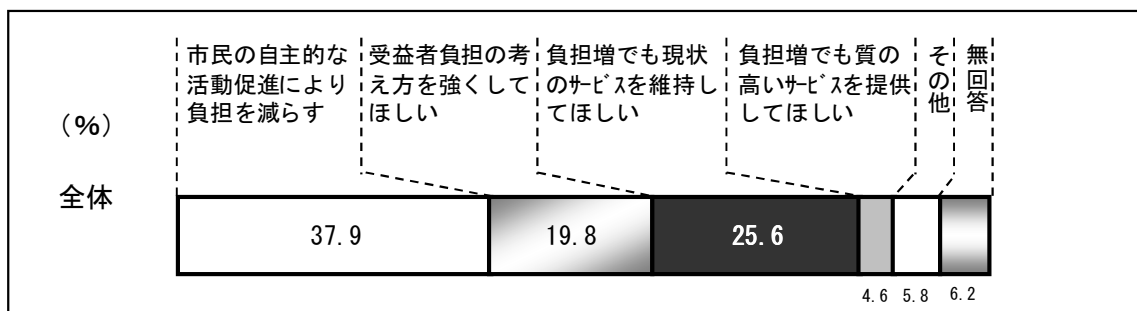 市民の自主的な
活動促進により
負担を減らす
受益者負担の考
え方を強くして
ほしい
負担増でも現状
のｻｰﾋﾞｽを維持し
てほしい
負担増でも質の
高いｻｰﾋﾞｽを提供
してほしい
その他
無回答
（％）
全体
37.9
19.8
25.6
4.6
5.8
6.2